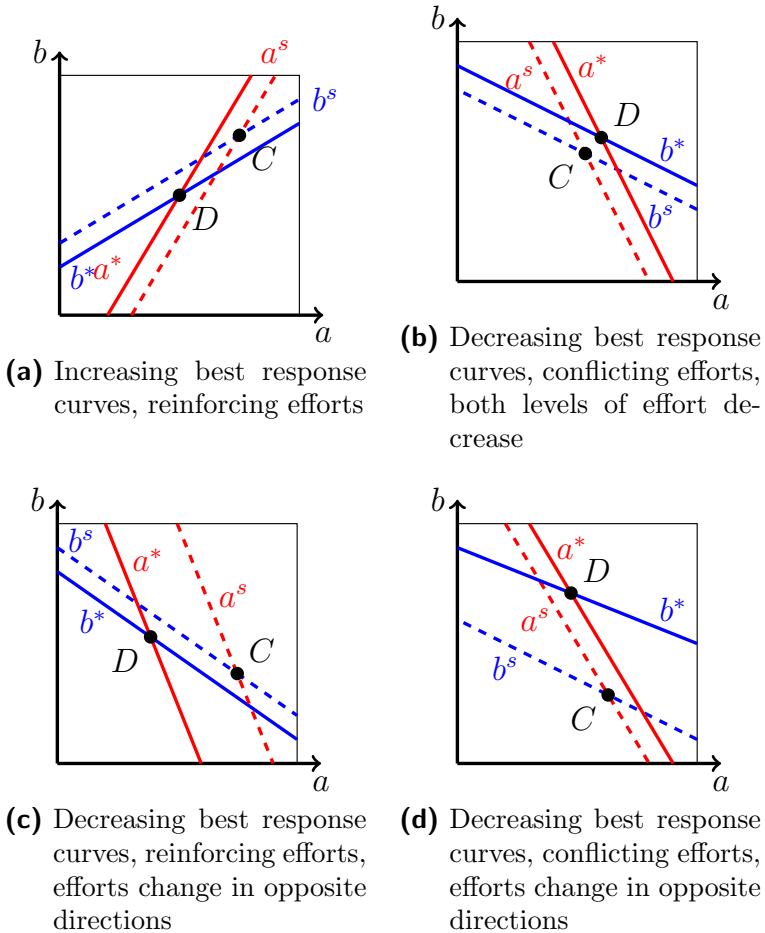 b
a^s
b^s
C
D
b*
a*
a
(a) Increasing best response
curves, reinforcing efforts
b
a^s
a*
D
b*
C
b^s
a
(b) Decreasing best response
curves, conflicting efforts,
both levels of effort de-
crease
b
b^s
a*
a^s
b*
C
D
a
(c) Decreasing best response
curves, reinforcing efforts,
efforts change in opposite
directions
b
a*
D
a^s
b*
b^s
C
a
(d) Decreasing best response
curves, conflicting efforts,
efforts change in opposite
directions